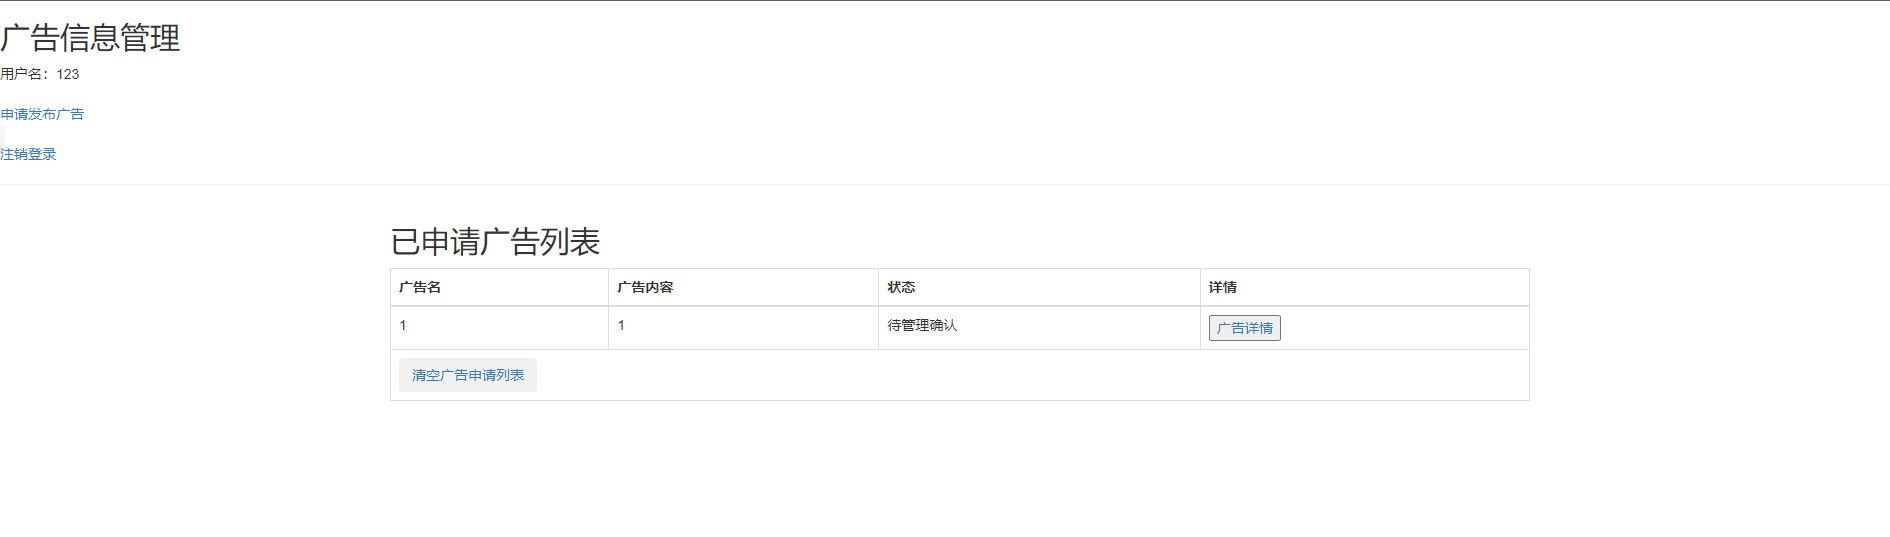 广告信息管理
用户名：123
申请发布广告
注销登录
已申请广告列表
广告名 广告内容 状态 详情
1 1 待管理确认 广告详情
清空广告申请列表